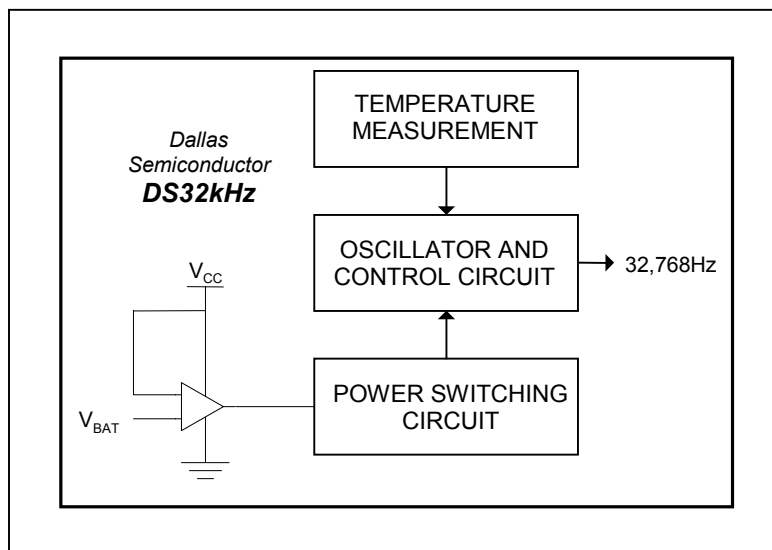 TEMPERATURE
MEASUREMENT
Dallas
Semiconductor
DS32kHz
OSCILLATOR AND
CONTROL CIRCUIT
32,768Hz
VCC
POWER SWITCHING
CIRCUIT
VBAT